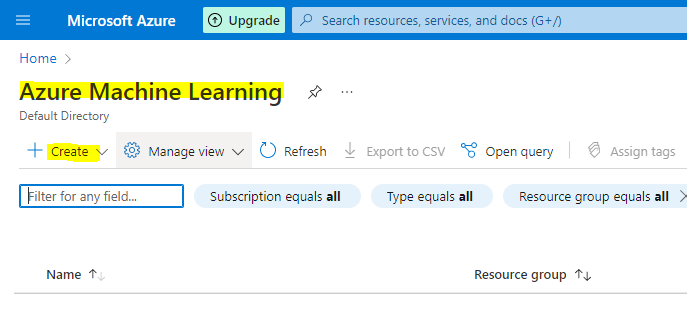 Microsoft Azure Upgrade Search resources, services, and docs (G+/)
Home
Azure Machine Learning
Default Directory
Create Manage view Refresh Export to CSV Open query Assign tags
Filter for any field... Subscription equals all Type equals all Resource group equals all
Name Resource group